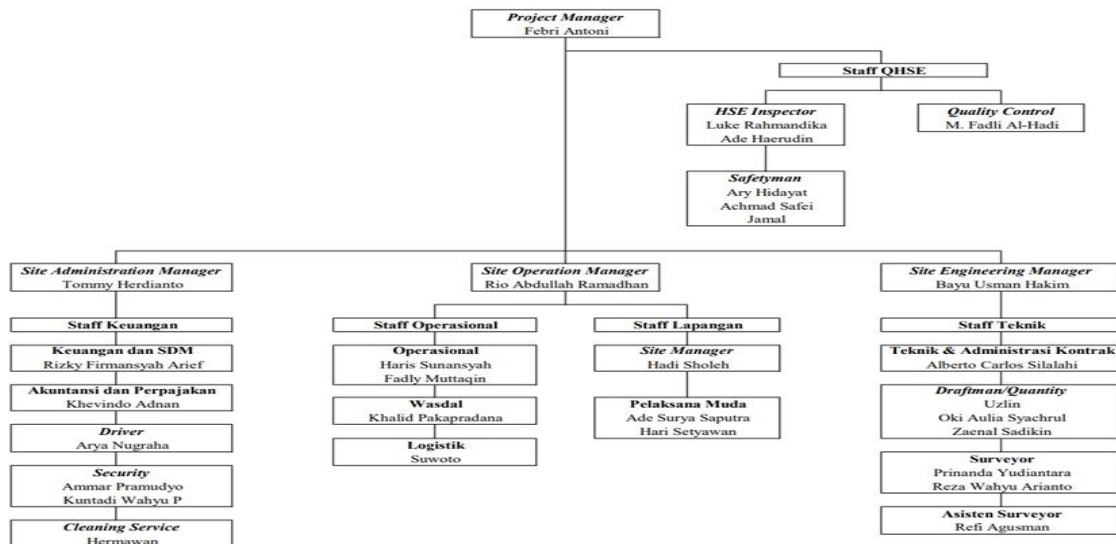 Project Manager
Febri Antoni
Staff QHSE
HSE Inspector
Luke Rahmandika
Ade Haerudin
Quality Control
M. Fadli Al-Hadi
Safetyman
Ary Hidayat
Achmad Safei
Jamal
Site Administration Manager
Tommy Herdianto
Staff Keuangan
Keuangan dan SDM
Rizky Firmansyah Arief
Akuntansi dan Perpajakan
Khevindo Adnan
Driver
Arya Nugraha
Security
Ammar Pramudyo
Kuntadi Wahyu P
Cleaning Service
Hermawan
Site Operation Manager
Rio Abdullah Ramadhan
Staff Operasional
Operasional
Haris Sunansyah
Fadly Muttaqin
Wasdal
Khalid Pakapradana
Logistik
Suwoto
Staff Lapangan
Site Manager
Hadi Sholeh
Pelaksana Muda
Ade Surya Saputra
Hari Setyawan
Site Engineering Manager
Bayu Usman Hakim
Staff Teknik
Teknik & Administrasi Kontrak
Alberto Carlos Silalahi
Draftman/Quantity
Uzlin
Oki Aulia Syachrul
Zaenal Sadikin
Surveyor
Prinanda Yudiantara
Reza Wahyu Arianto
Asisten Surveyor
Refi Agusman